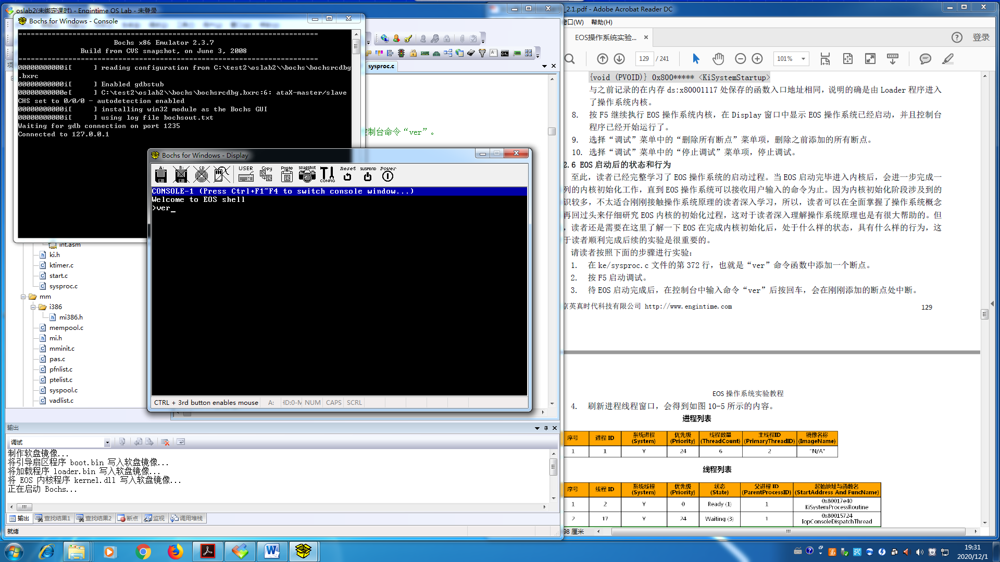 oslab2(未绑定课时) - Engintime OS Lab - 未登录
Bochs for Windows - Console
========================================================================
Bochs x86 Emulator 2.3.7
Build from CVS snapshot, on June 3, 2008
========================================================================
00000000000i[     ] reading configuration from C:\test2\oslab2\\bochs\bochsrcdbg
.bxrc
00000000000i[     ] Enabled gdbstub
00000000000e[     ] C:\test2\oslab2\\bochs\bochsrcdbg.bxrc:6: ataX-master/slave
CHS set to 0/0/0 - autodetection enabled
00000000000i[     ] installing win32 module as the Bochs GUI
00000000000i[     ] using log file bochsout.txt
Waiting for gdb connection on port 1235
Connected to 127.0.0.1
sysproc.c
控制台命令“ver”。
Bochs for Windows - Display
A:
B:
CD
USER
Copy
Paste
snapshot
CONFIG
Reset
SUSPEND
Power
CONSOLE-1 (Press Ctrl+F1~F4 to switch console window...)
Welcome to EOS shell
>ver_
CTRL + 3rd button enables mouse
A:
HD:0-M
NUM
CAPS
SCRL
int.asm
ki.h
ktimer.c
start.c
sysproc.c
mm
i386
mi386.h
mempool.c
mi.h
mminit.c
pas.c
pfnlist.c
ptelist.c
syspool.c
vadlist.c
输出
调试
制作软盘镜像...
将引导扇区程序 boot.bin 写入软盘镜像...
将加载程序 loader.bin 写入软盘镜像...
将 EOS 内核程序 kernel.dll 写入软盘镜像...
正在启动 Bochs...
输出
查找结果1
查找结果2
断点
监视
调用堆栈
就绪
_2.1.pdf - Adobe Acrobat Reader DC
窗口(W)
帮助(H)
EOS操作系统实验...
登录
129 / 241
101%
{void (PVOID)} 0x800***** <KiSystemStartup>
与之前记录的在内存 ds:x80001117 处保存的函数入口地址相同，说明的确是由 Loader 程序进入
了操作系统内核。
8. 按 F5 继续执行 EOS 操作系统内核，在 Display 窗口中显示 EOS 操作系统已经启动，并且控制台
程序已经开始运行了。
9. 选择“调试”菜单中的“删除所有断点”菜单项，删除之前添加的所有断点。
10. 选择“调试”菜单中的“停止调试”菜单项，停止调试。
2.6 EOS 启动后的状态和行为
至此，读者已经完整学习了 EOS 操作系统的启动过程。当 EOS 启动完毕进入内核后，会进一步完成一
列的内核初始化工作，直到 EOS 操作系统可以接收用户输入的命令为止。因为内核初始化阶段涉及到的
识较多，不太适合刚刚接触操作系统原理的读者深入学习，所以，读者可以在全面掌握了操作系统概念
再回过头来仔细研究 EOS 内核的初始化过程，这对于读者深入理解操作系统原理也是有很大帮助的。但
，读者还是需要在这里了解一下 EOS 在完成内核初始化后，处于什么样的状态，具有什么样的行为，这
于读者顺利完成后续的实验是很重要的。
请读者按照下面的步骤进行实验：
1. 在 ke/sysproc.c 文件的第 372 行，也就是“ver”命令函数中添加一个断点。
2. 按 F5 启动调试。
3. 待 EOS 启动完成后，在控制台中输入命令“ver”后按回车，会在刚刚添加的断点处中断。
京英真时代科技有限公司 http://www.engintime.com
129
EOS 操作系统实验教程
4. 刷新进程线程窗口，会得到如图 10-5 所示的内容。
进程列表
序号 进程 ID 系统进程 (System) 优先级 (Priority) 线程数量 (ThreadCount) 主线程ID (PrimaryThreadID) 镜像名称 (ImageName)
1 1 Y 24 6 2 "N/A"
线程列表
序号 线程 ID 系统线程 (System) 优先级 (Priority) 状态 (State) 父进程 ID (ParentProcessID) 起始地址与函数名 (StartAddress And FuncName)
1 2 Y 0 Ready (1) 1 0x80017e40 KiSystemProcessRoutine
2 17 Y 24 Waiting (3) 1 0x80015724 IopConsoleDispatchThread
98 厘米
19:31
2020/12/1